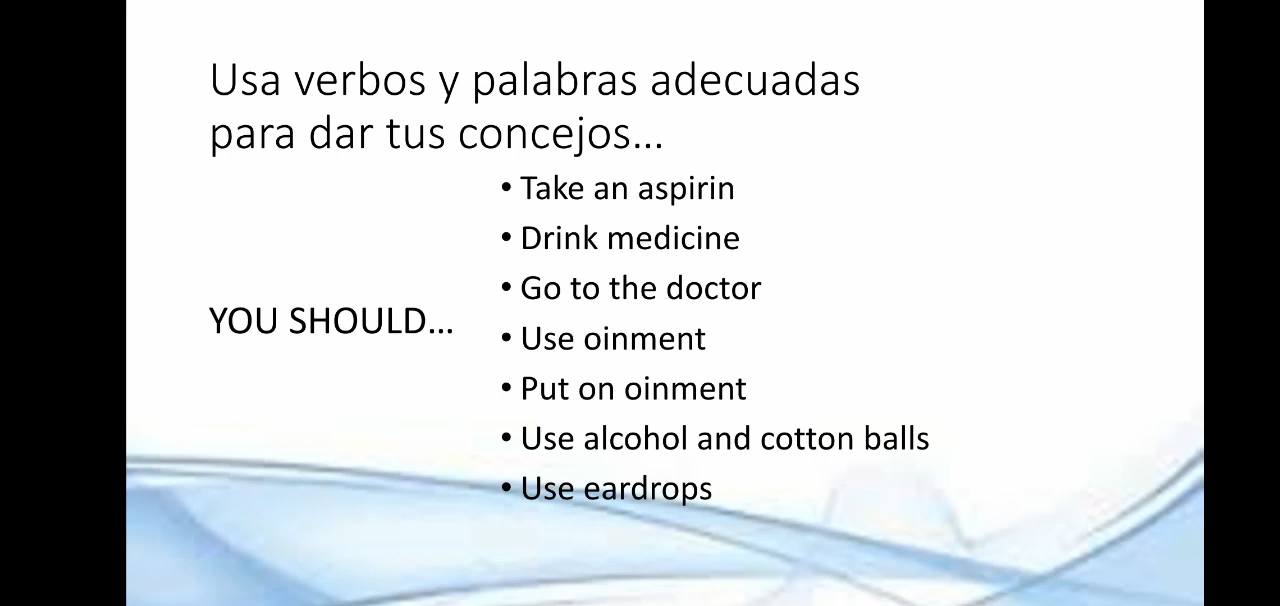 Usa verbos y palabras adecuadas
para dar tus concejos...
• Take an aspirin
• Drink medicine
• Go to the doctor
YOU SHOULD...
• Use oinment
• Put on oinment
• Use alcohol and cotton balls
• Use eardrops